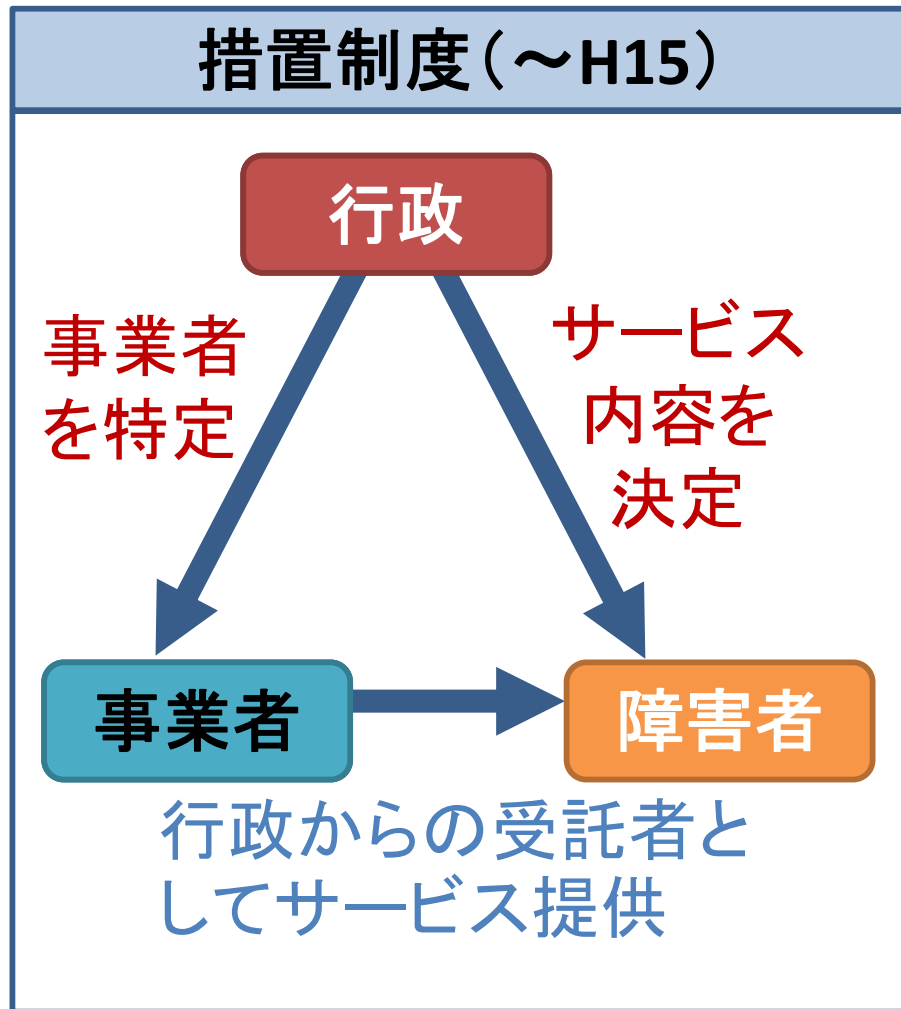 措置制度（～H15）
行政
事業者
を特定
サービス
内容を
決定
事業者
障害者
行政からの受託者と
してサービス提供